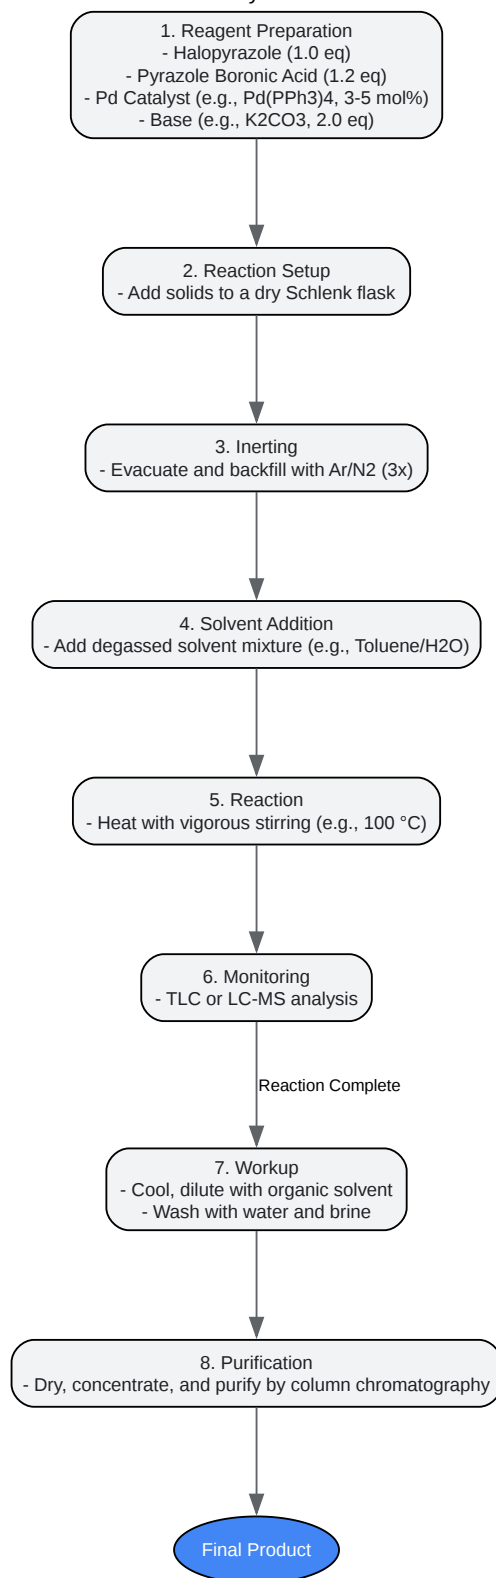 1. Reagent Preparation
- Halopyrazole (1.0 eq)
- Pyrazole Boronic Acid (1.2 eq)
- Pd Catalyst (e.g., Pd(PPh3)4, 3-5 mol%)
- Base (e.g., K2CO3, 2.0 eq)
2. Reaction Setup
- Add solids to a dry Schlenk flask
3. Inerting
- Evacuate and backfill with Ar/N2 (3x)
4. Solvent Addition
- Add degassed solvent mixture (e.g., Toluene/H2O)
5. Reaction
- Heat with vigorous stirring (e.g., 100 °C)
6. Monitoring
- TLC or LC-MS analysis
Reaction Complete
7. Workup
- Cool, dilute with organic solvent
- Wash with water and brine
8. Purification
- Dry, concentrate, and purify by column chromatography
Final Product